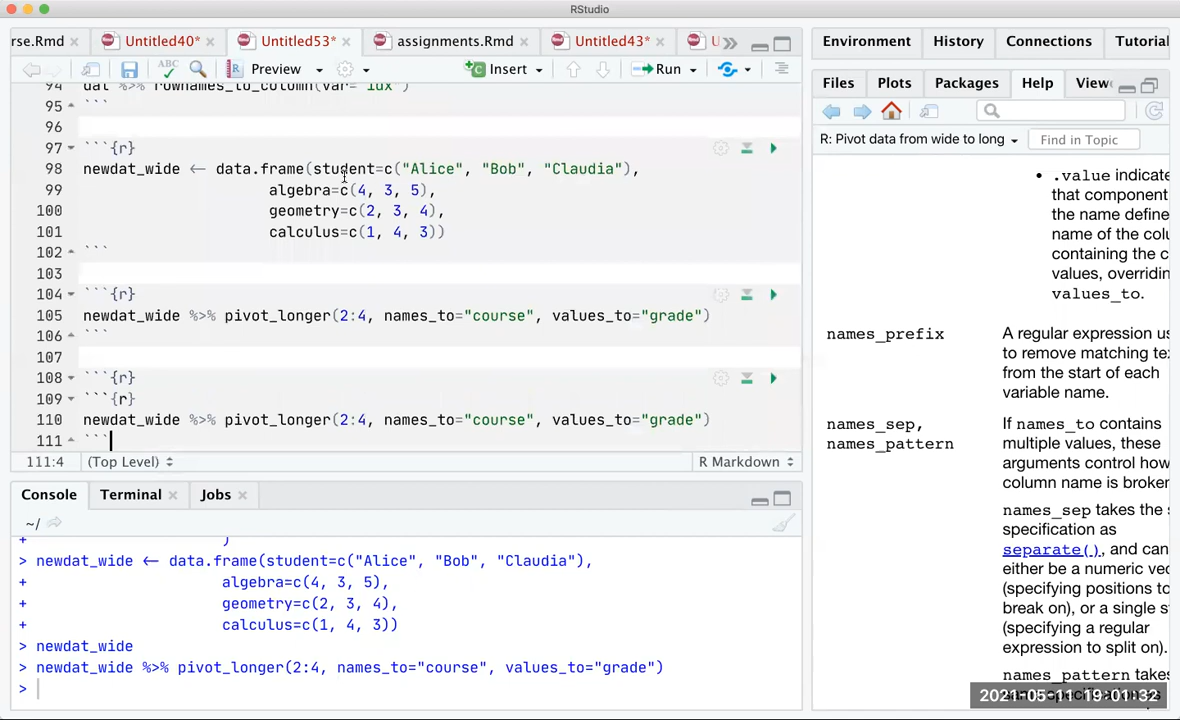 RStudio
rse.Rmd
Untitled40*
Untitled53*
assignments.Rmd
Untitled43*
U
Preview
Insert
Run
94 dat %>% rownames_to_column(var="lux")
95 ```
96
97 ```{r}
98 newdat_wide <- data.frame(student=c("Alice", "Bob", "Claudia"),
99 algebra=c(4, 3, 5),
100 geometry=c(2, 3, 4),
101 calculus=c(1, 4, 3))
102 ```
103
104 ```{r}
105 newdat_wide %>% pivot_longer(2:4, names_to="course", values_to="grade")
106 ```
107
108 ```{r}
109 ```{r}
110 newdat_wide %>% pivot_longer(2:4, names_to="course", values_to="grade")
111 ```
111:4 (Top Level) R Markdown
Console Terminal Jobs
~/
+ )
> newdat_wide <- data.frame(student=c("Alice", "Bob", "Claudia"),
+ algebra=c(4, 3, 5),
+ geometry=c(2, 3, 4),
+ calculus=c(1, 4, 3))
> newdat_wide
> newdat_wide %>% pivot_longer(2:4, names_to="course", values_to="grade")
>
Environment History Connections Tutorial
Files Plots Packages Help View
R: Pivot data from wide to long Find in Topic
• .value indicate
that component
the name define
name of the colu
containing the c
values, overridin
values_to.
names_prefix A regular expression us
to remove matching te
from the start of each
variable name.
names_sep, If names_to contains
names_pattern multiple values, these
arguments control how
column name is broker
names_sep takes the s
specification as
separate(), and can
either be a numeric vec
(specifying positions to
break on), or a single s
(specifying a regular
expression to split on).
names_pattern takes
2021-05-11 19:01:32